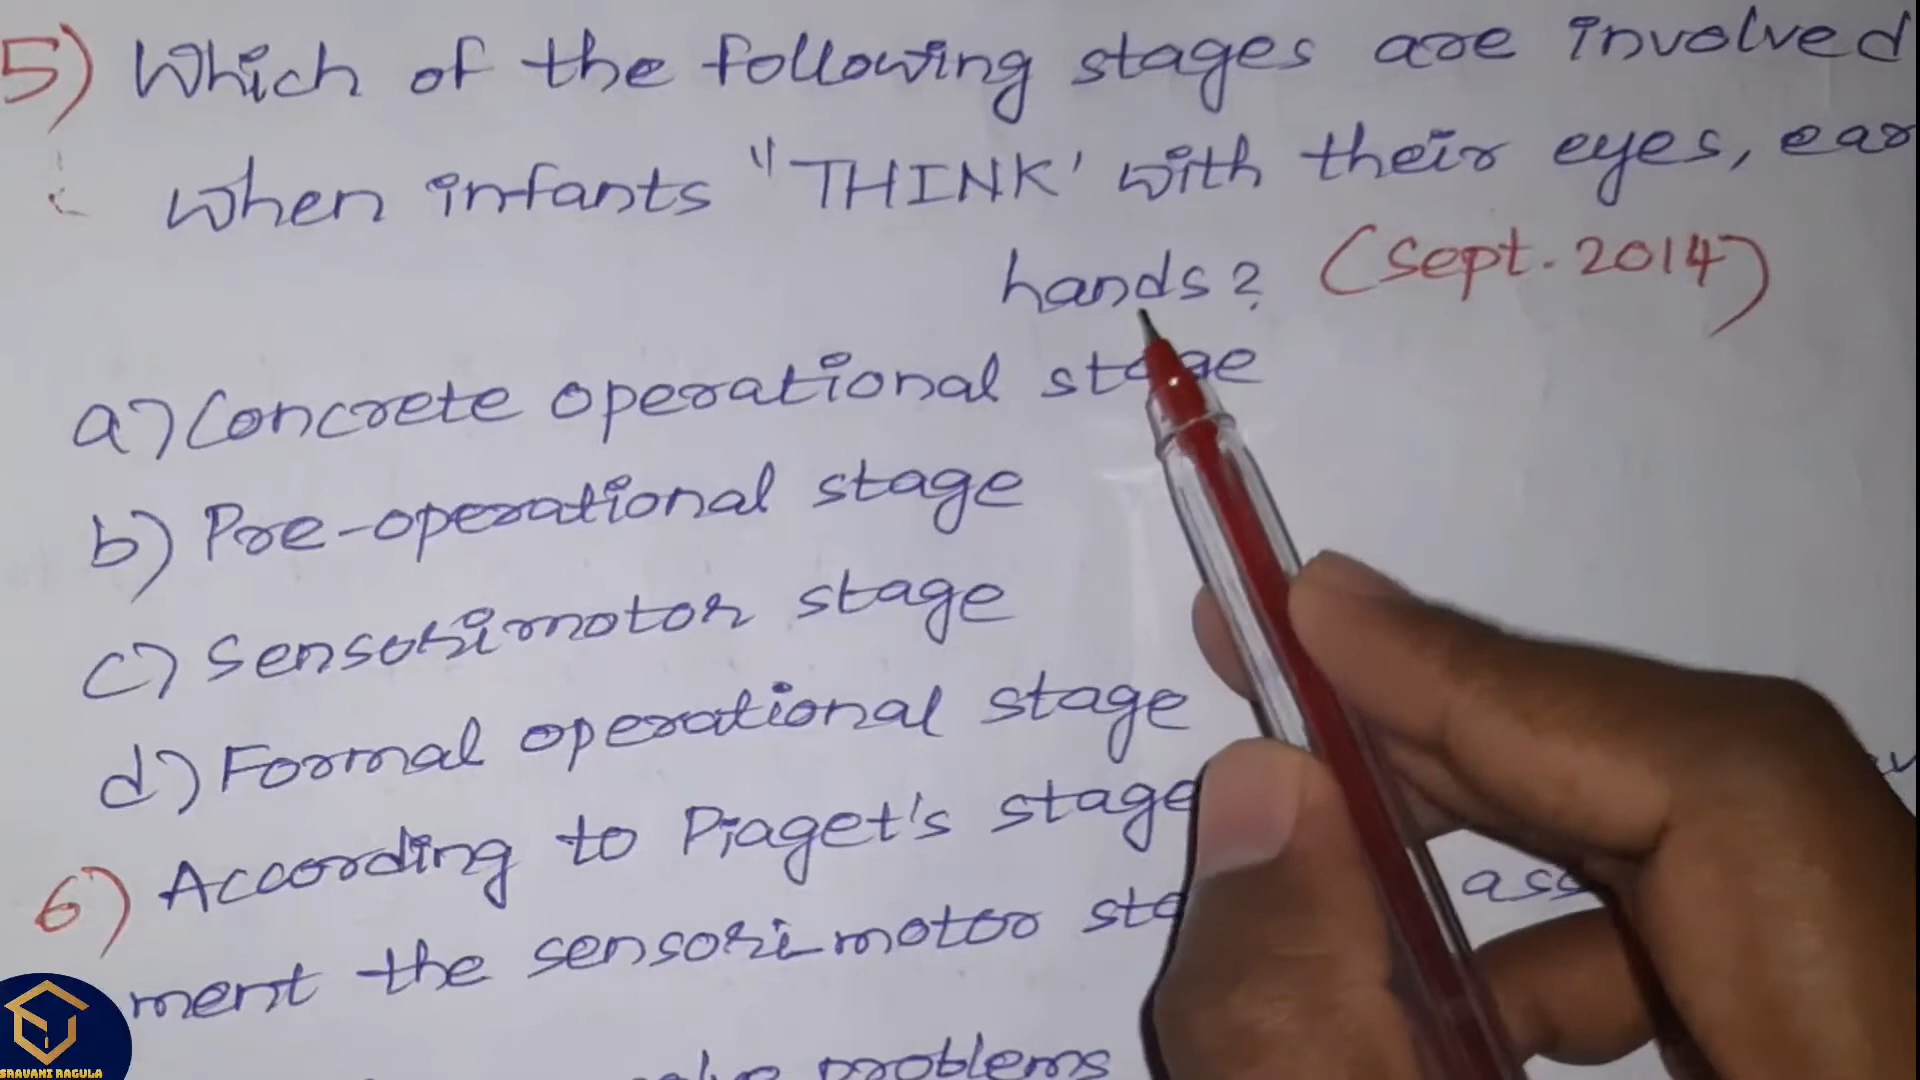 5) Which of the following stages are involved
when infants "THINK' with their eyes, ear
hands? (Sept. 2014)
a) Concrete operational stage
b) Pre-operational stage
c) Sensorimotor stage
d) Formal operational stage
6) According to Piaget's stage
ment the sensorimotor
problems
SRAVANI RAGULA